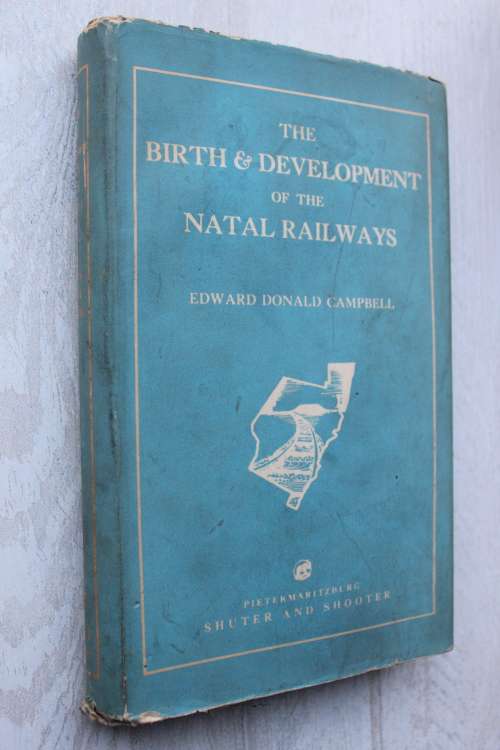 THE
BIRTH & DEVELOPMENT
OF THE
NATAL RAILWAYS
EDWARD DONALD CAMPBELL
PIETERMARITZBURG
SHUTER AND SHOOTER